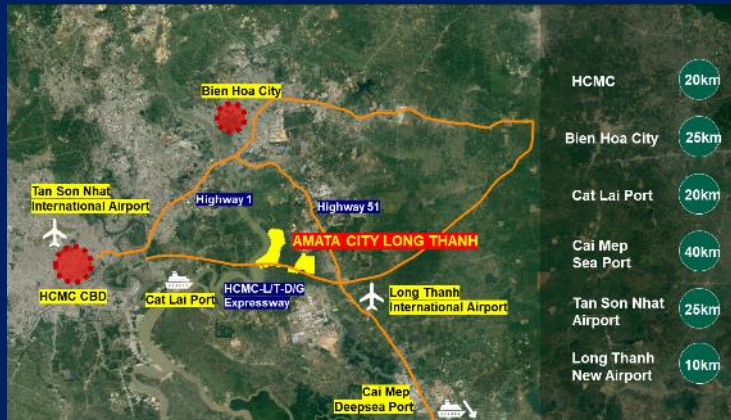 Bien Hoa City
Tan Son Nhat
International Airport
Highway 1
Highway 51
AMATA CITY LONG THANH
HCMC CBD
Cat Lai Port
HCMC-L/T-D/G
Expressway
Long Thanh
International Airport
Cai Mep
Deepsea Port
HCMC 20km
Bien Hoa City 25km
Cat Lai Port 20km
Cai Mep
Sea Port 40km
Tan Son Nhat
Airport 25km
Long Thanh
New Airport 10km